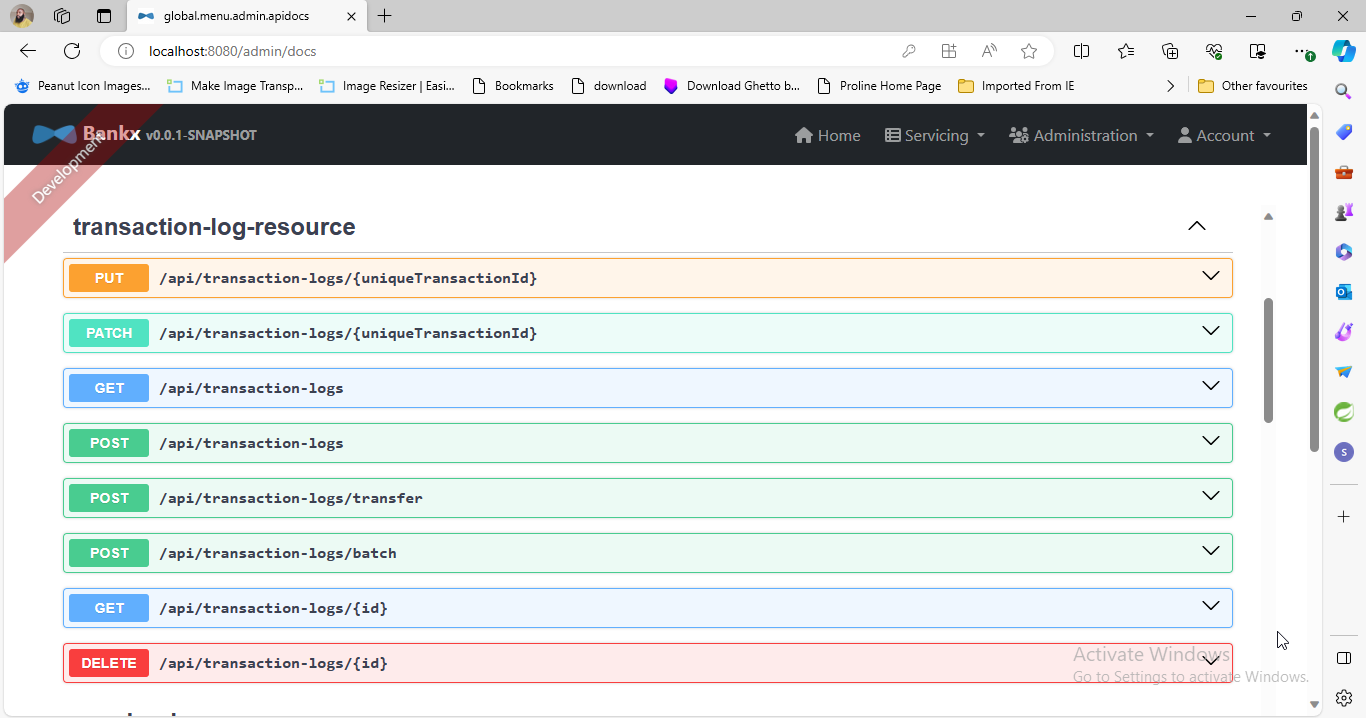 global.menu.admin.apidocs
localhost:8080/admin/docs
Peanut Icon Images...
Make Image Transp...
Image Resizer | Easi...
Bookmarks
download
Download Ghetto b...
Proline Home Page
Imported From IE
Other favourites
Bankx v0.0.1-SNAPSHOT
Home
Servicing
Administration
Account
Development
transaction-log-resource
PUT /api/transaction-logs/{uniqueTransactionId}
PATCH /api/transaction-logs/{uniqueTransactionId}
GET /api/transaction-logs
POST /api/transaction-logs
POST /api/transaction-logs/transfer
POST /api/transaction-logs/batch
GET /api/transaction-logs/{id}
DELETE /api/transaction-logs/{id}
Activate Windows
Go to Settings to activate Windows.
S